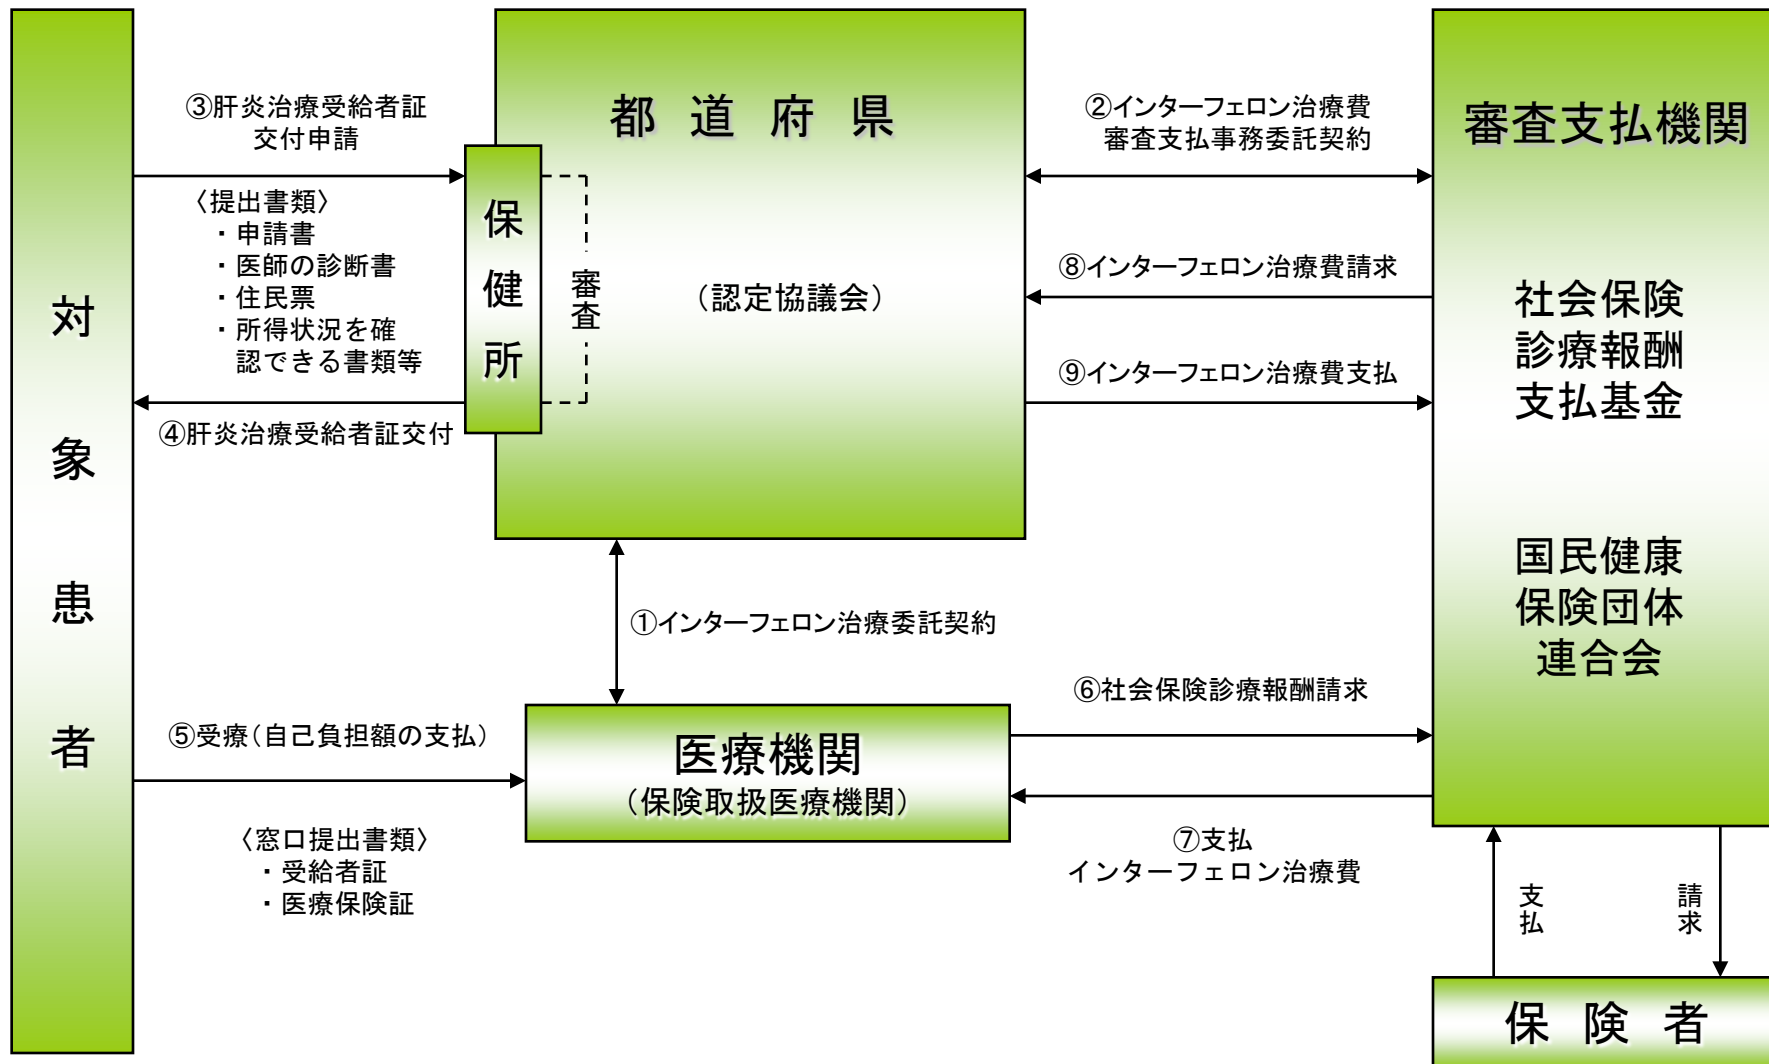 対象患者
③肝炎治療受給者証
交付申請
〈提出書類〉
・申請書
・医師の診断書
・住民票
・所得状況を確
認できる書類等
④肝炎治療受給者証交付
保健所
審査
都道府県
（認定協議会）
②インターフェロン治療費
審査支払事務委託契約
⑧インターフェロン治療費請求
⑨インターフェロン治療費支払
審査支払機関
社会保険
診療報酬
支払基金
国民健康
保険団体
連合会
①インターフェロン治療委託契約
⑤受療（自己負担額の支払）
〈窓口提出書類〉
・受給者証
・医療保険証
医療機関
（保険取扱医療機関）
⑥社会保険診療報酬請求
⑦支払
インターフェロン治療費
支払
請求
保険者